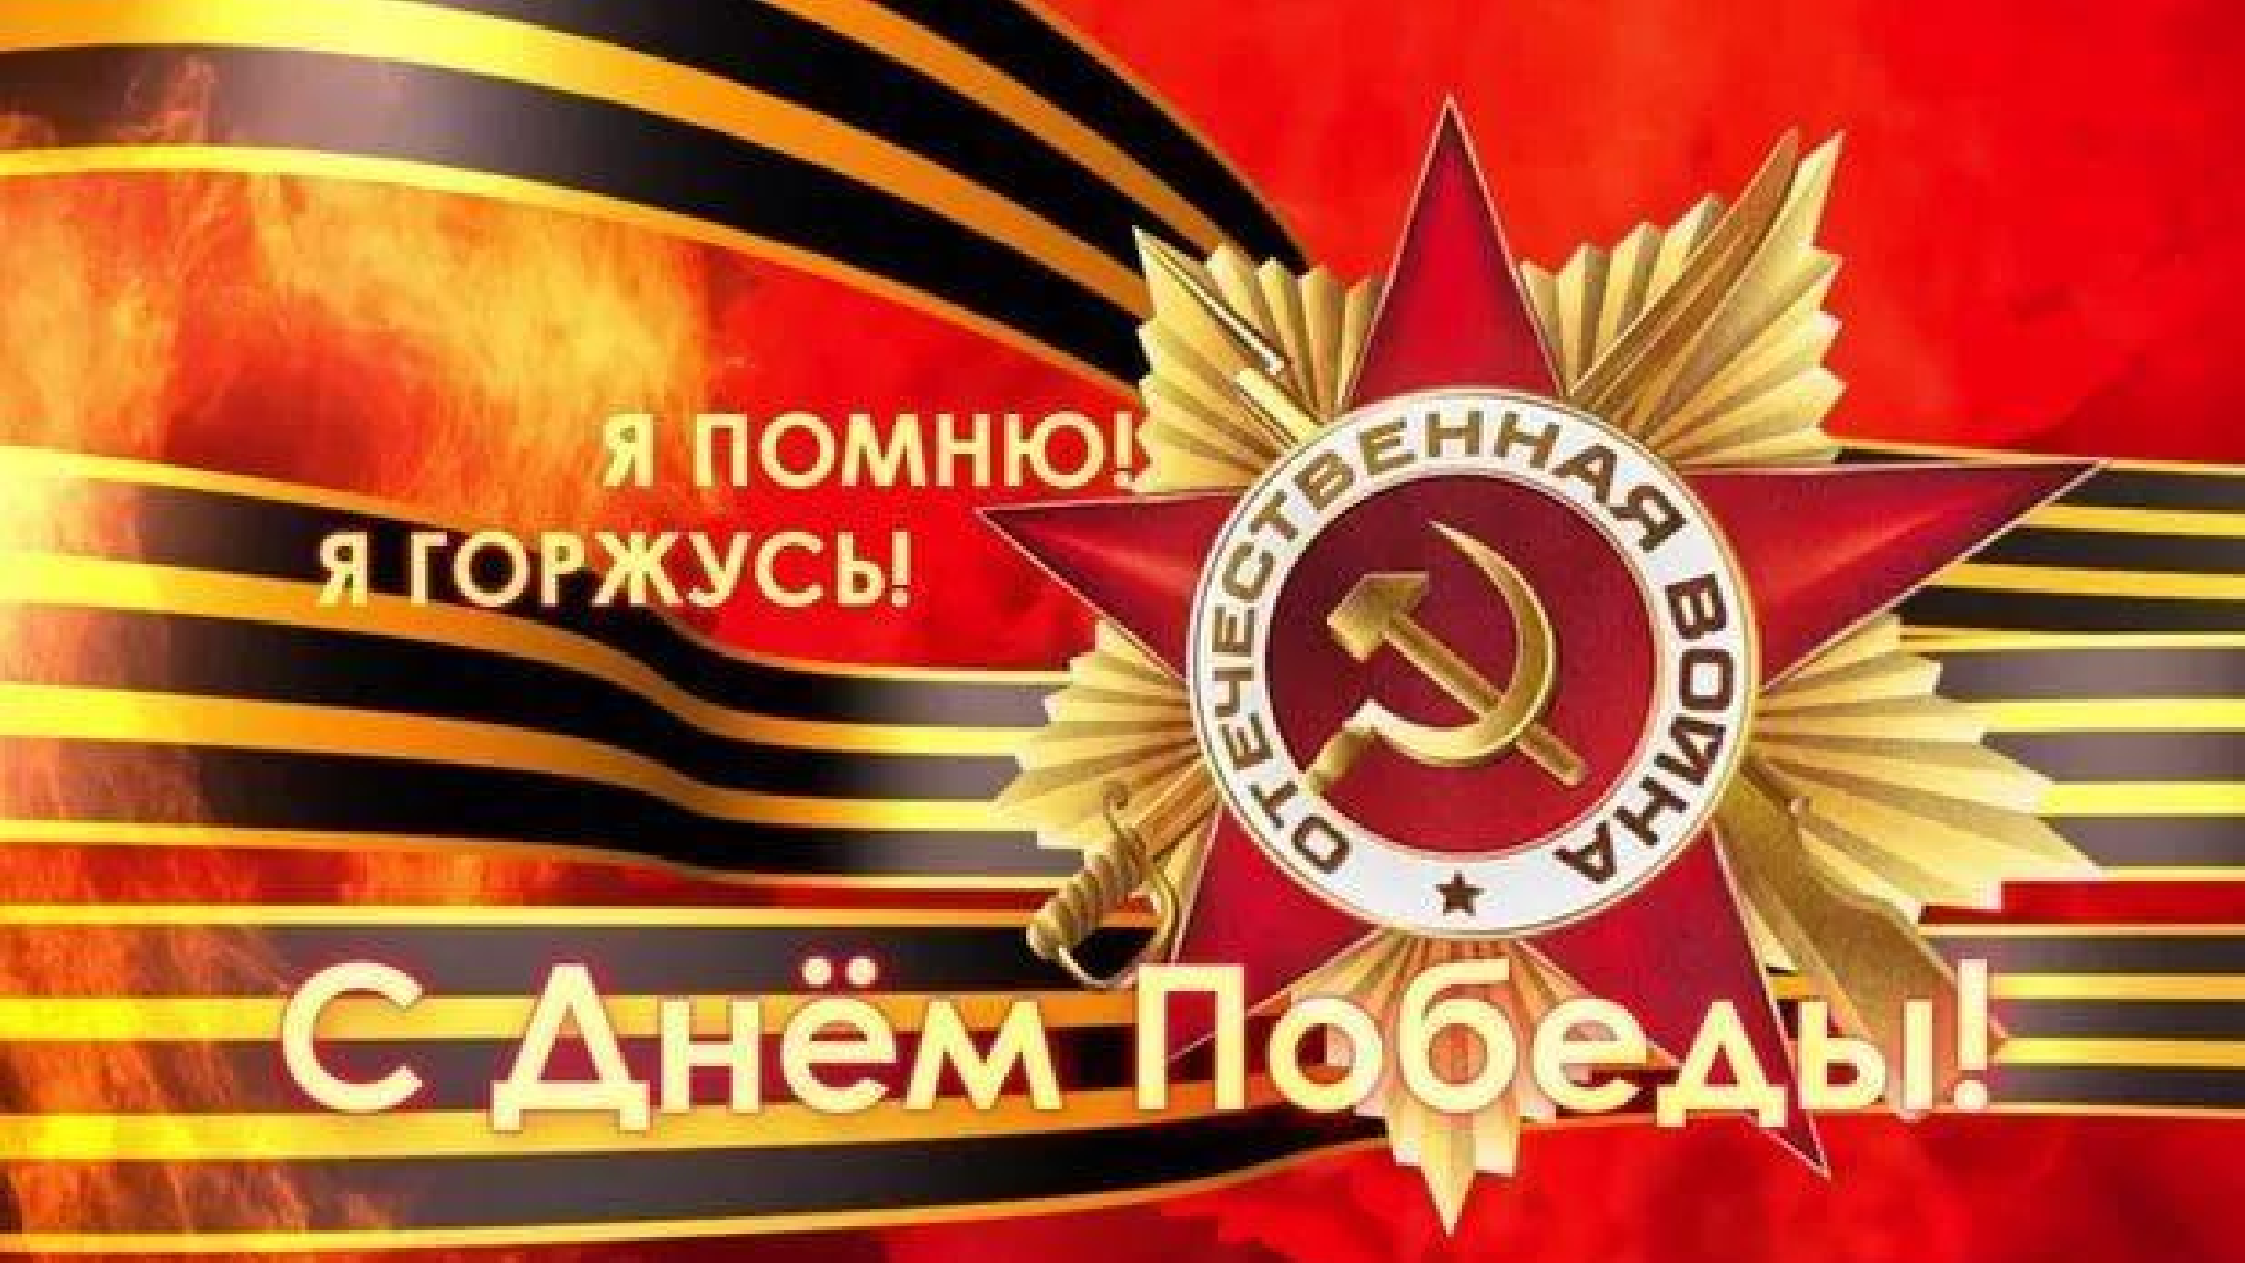 Я ПОМНЮ!
Я ГОРЖУСЬ!
ОТЕЧЕСТВЕННАЯ ВОЙНА
С Днём Победы!